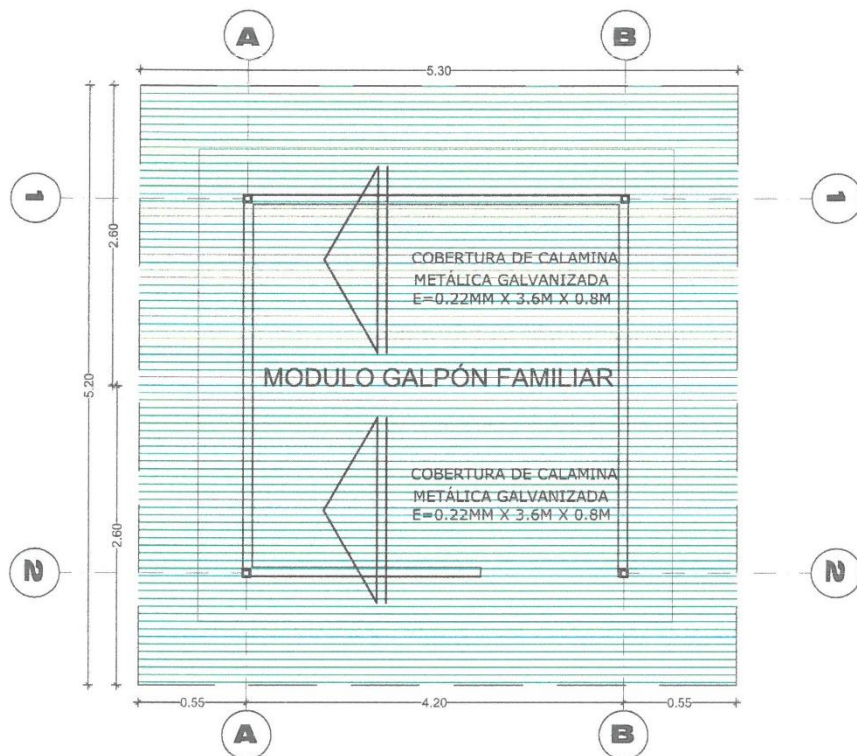 A
B
5.30
1
1
2.60
5.20
COBERTURA DE CALAMINA
METÁLICA GALVANIZADA
E=0.22MM X 3.6M X 0.8M
MODULO GALPÓN FAMILIAR
COBERTURA DE CALAMINA
METÁLICA GALVANIZADA
E=0.22MM X 3.6M X 0.8M
2.60
2
2
0.55
4.20
0.55
A
B